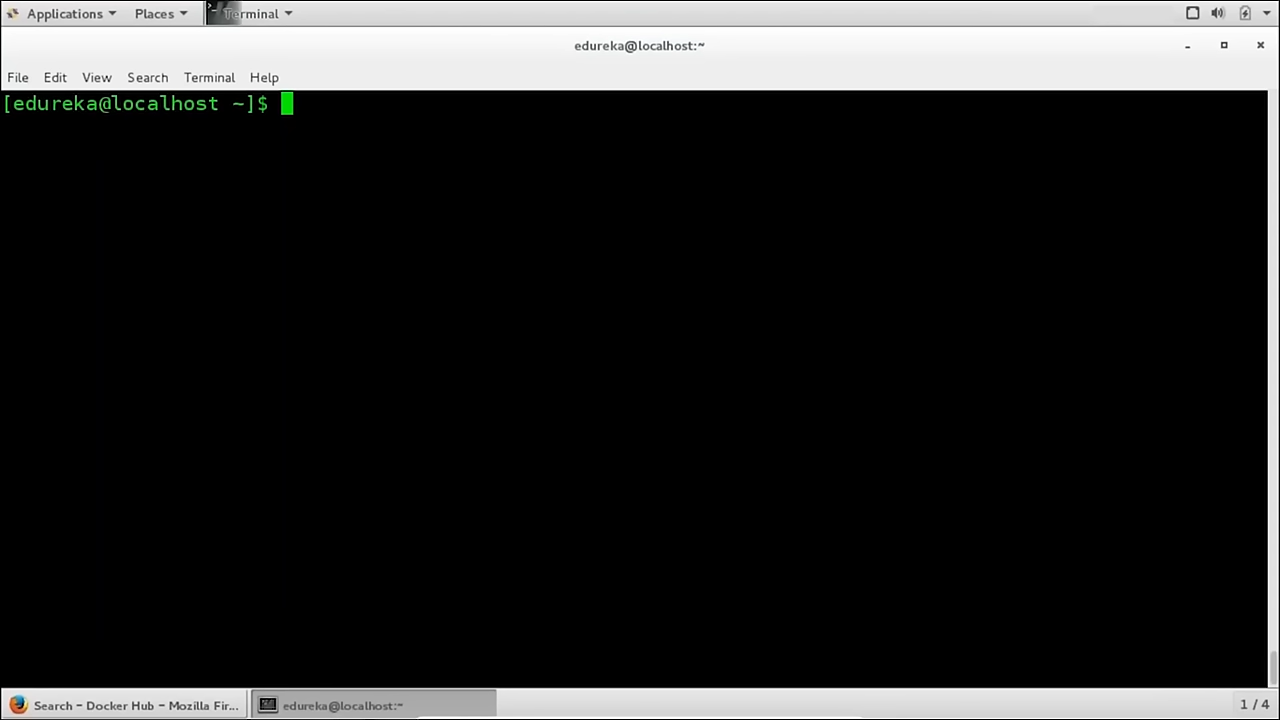 Applications Places Terminal
edureka@localhost:~
File Edit View Search Terminal Help
[edureka@localhost ~]$
Search - Docker Hub - Mozilla Fir... edureka@localhost:~ 1 / 4